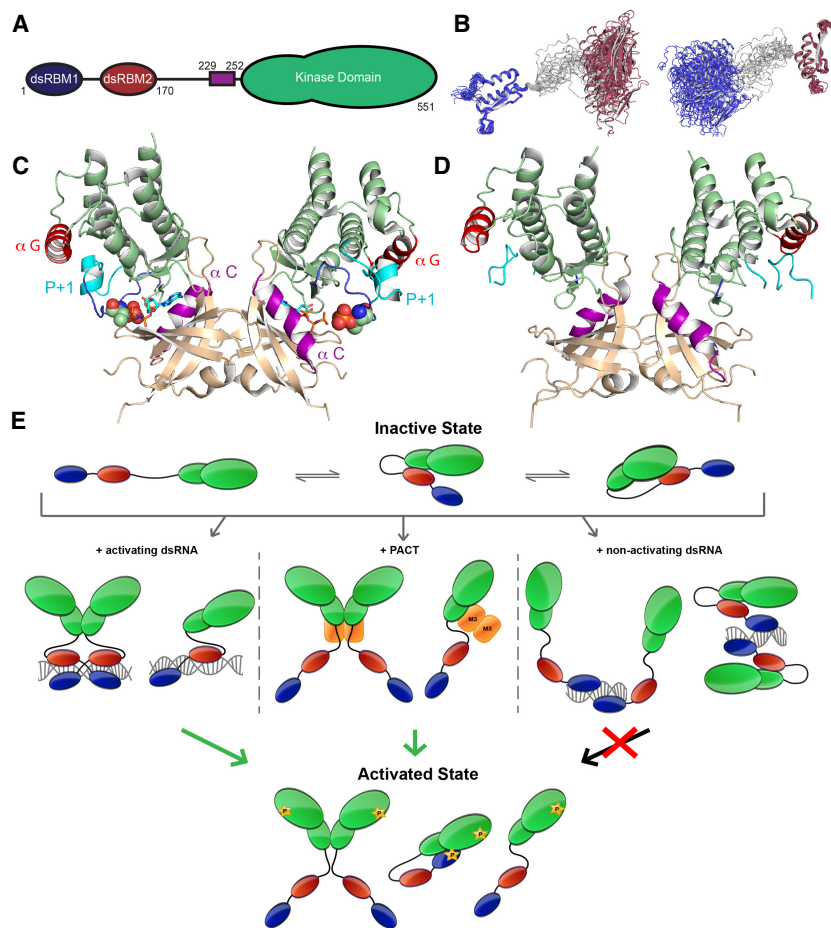 A
B
229 252
dsRBM1 dsRBM2 Kinase Domain
1 170
551
C
D
α G α C α G
P+1 P+1
α C
E
Inactive State
+ activating dsRNA + PACT + non-activating dsRNA
M3
M3
Activated State
P P P P
P